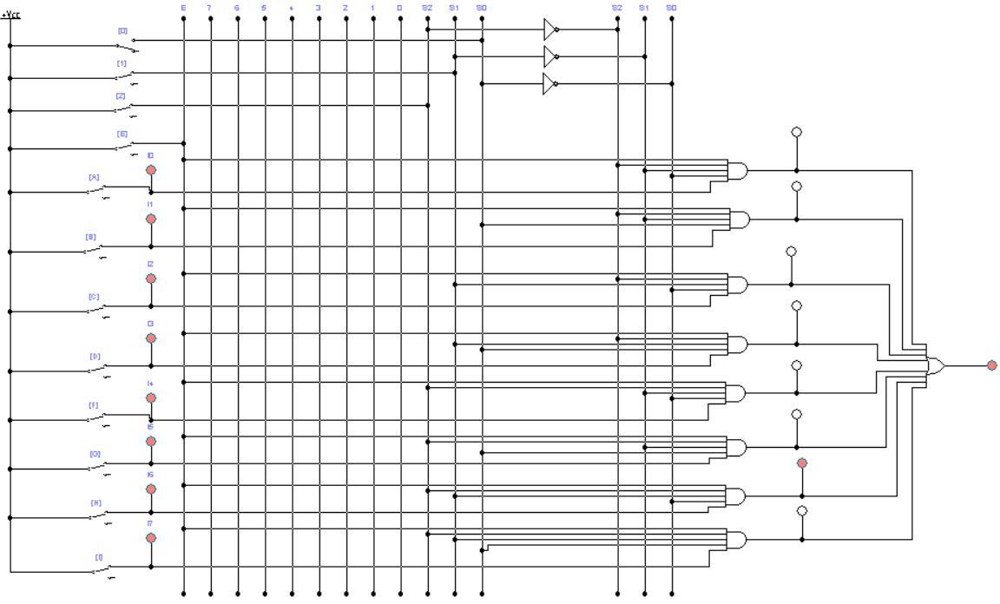 E 7 6 5 4 3 2 1 0 S2 S1 S0 S2 S1 S0
+Vcc
[0]
[1]
[2]
[E]
I0
[A]
I1
[B]
I2
[C]
I3
[D]
I4
[F]
I5
[G]
I6
[H]
I7
[I]